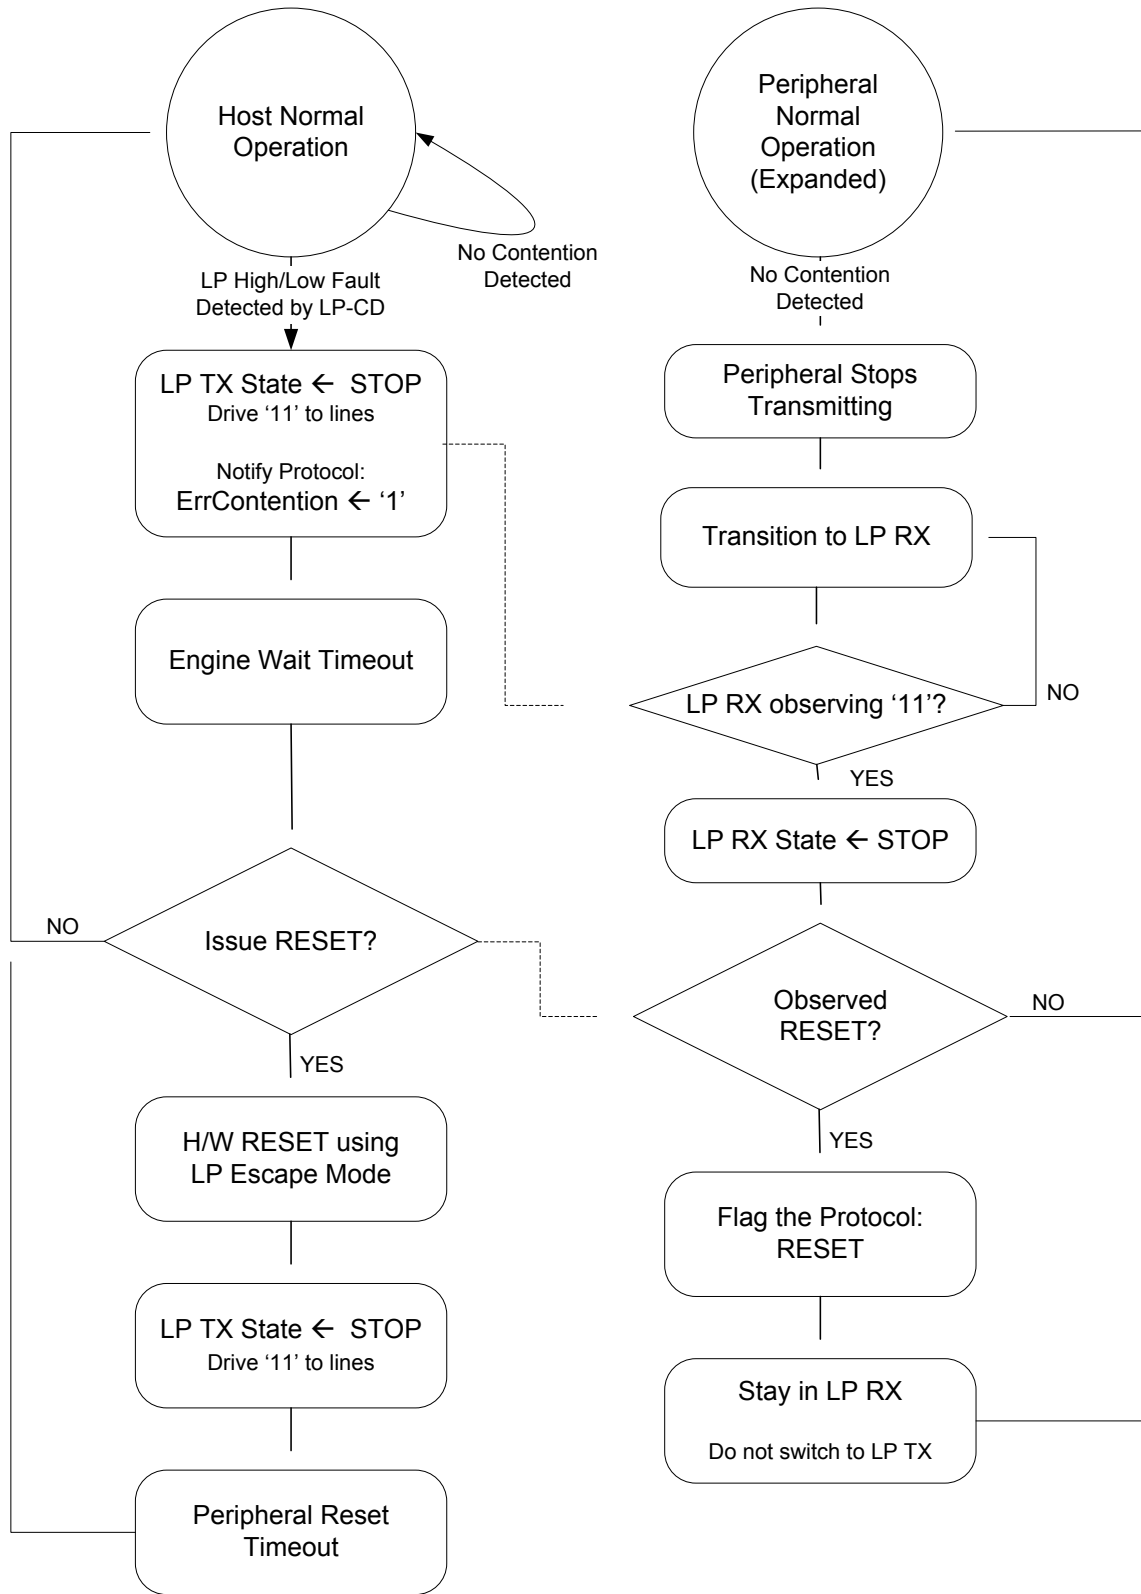 Host Normal
Operation
No Contention
Detected
LP High/Low Fault
Detected by LP-CD
LP TX State ← STOP
Drive ‘11’ to lines
Notify Protocol:
ErrContention ← ‘1’
Engine Wait Timeout
NO
Issue RESET?
YES
H/W RESET using
LP Escape Mode
LP TX State ← STOP
Drive ‘11’ to lines
Peripheral Reset
Timeout
Peripheral
Normal
Operation
(Expanded)
No Contention
Detected
Peripheral Stops
Transmitting
Transition to LP RX
LP RX observing ‘11’?
NO
YES
LP RX State ← STOP
Observed
RESET?
NO
YES
Flag the Protocol:
RESET
Stay in LP RX
Do not switch to LP TX